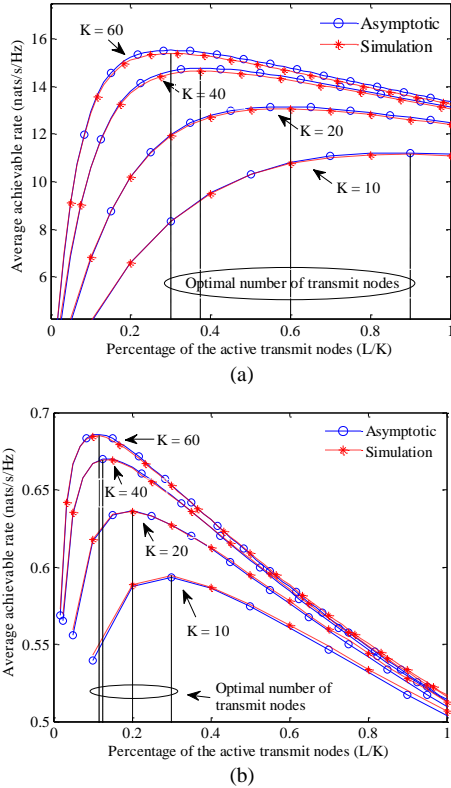 16
14
12
10
8
6
Average achievable rate (nats/s/Hz)
K = 60
K = 40
K = 20
K = 10
Asymptotic
Simulation
Optimal number of transmit nodes
0 0.2 0.4 0.6 0.8 1
Percentage of the active transmit nodes (L/K)
(a)
0.7
0.65
0.6
0.55
0.5
Average achievable rate (nats/s/Hz)
K = 60
K = 40
K = 20
K = 10
Asymptotic
Simulation
Optimal number of
transmit nodes
0 0.2 0.4 0.6 0.8 1
Percentage of the active transmit nodes (L/K)
(b)